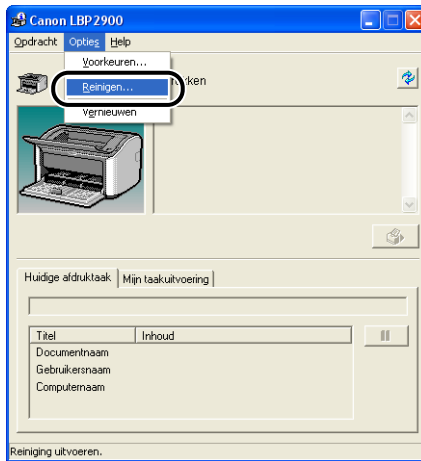 Canon LBP2900
Opdracht Opties Help
Voorkeuren...
Reinigen...
Vernieuwen
Huidige afdruktaak Mijn taakuitvoering
Titel Inhoud
Documentnaam
Gebruikersnaam
Computernaam
Reiniging uitvoeren.